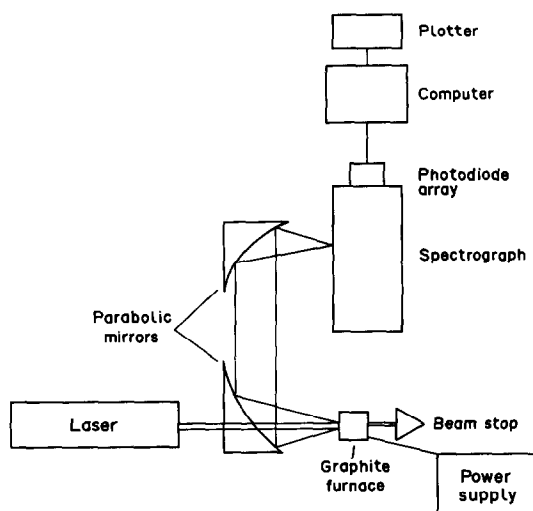 Plotter
Computer
Photodiode
array
Spectrograph
Parabolic
mirrors
Laser
Beam stop
Graphite
furnace
Power
supply